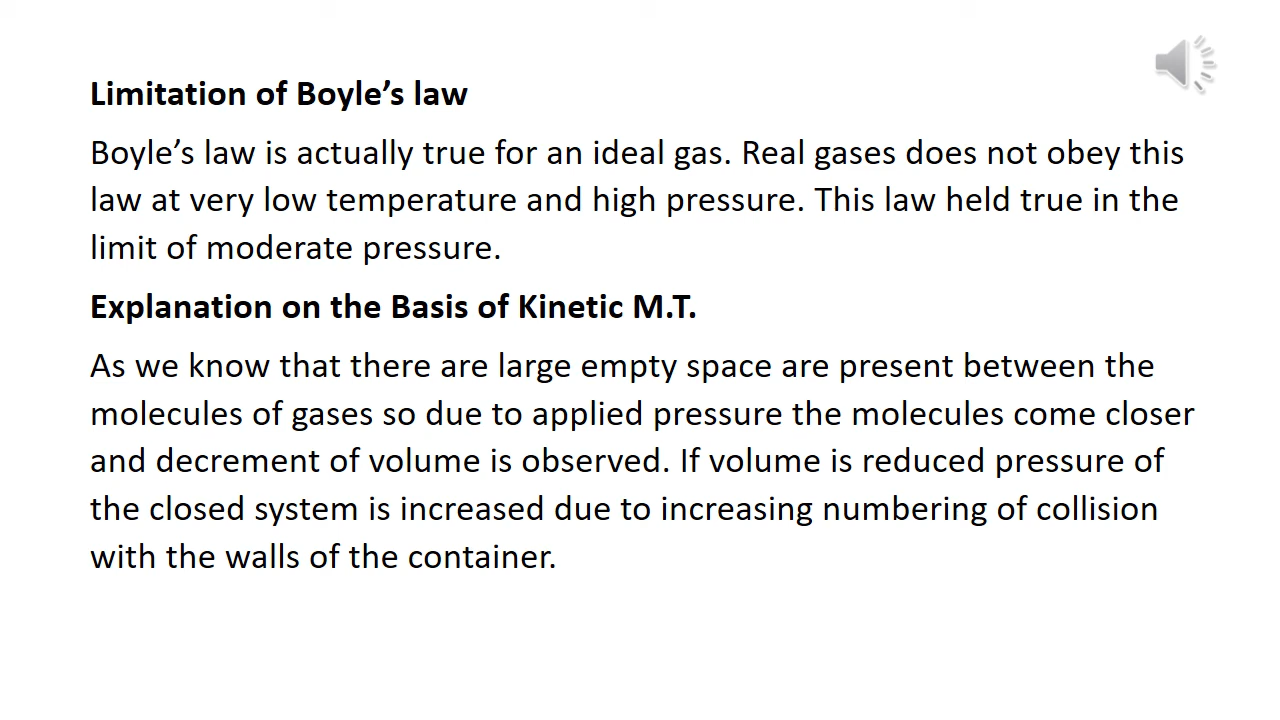 Limitation of Boyle’s law
Boyle’s law is actually true for an ideal gas. Real gases does not obey this
law at very low temperature and high pressure. This law held true in the
limit of moderate pressure.
Explanation on the Basis of Kinetic M.T.
As we know that there are large empty space are present between the
molecules of gases so due to applied pressure the molecules come closer
and decrement of volume is observed. If volume is reduced pressure of
the closed system is increased due to increasing numbering of collision
with the walls of the container.